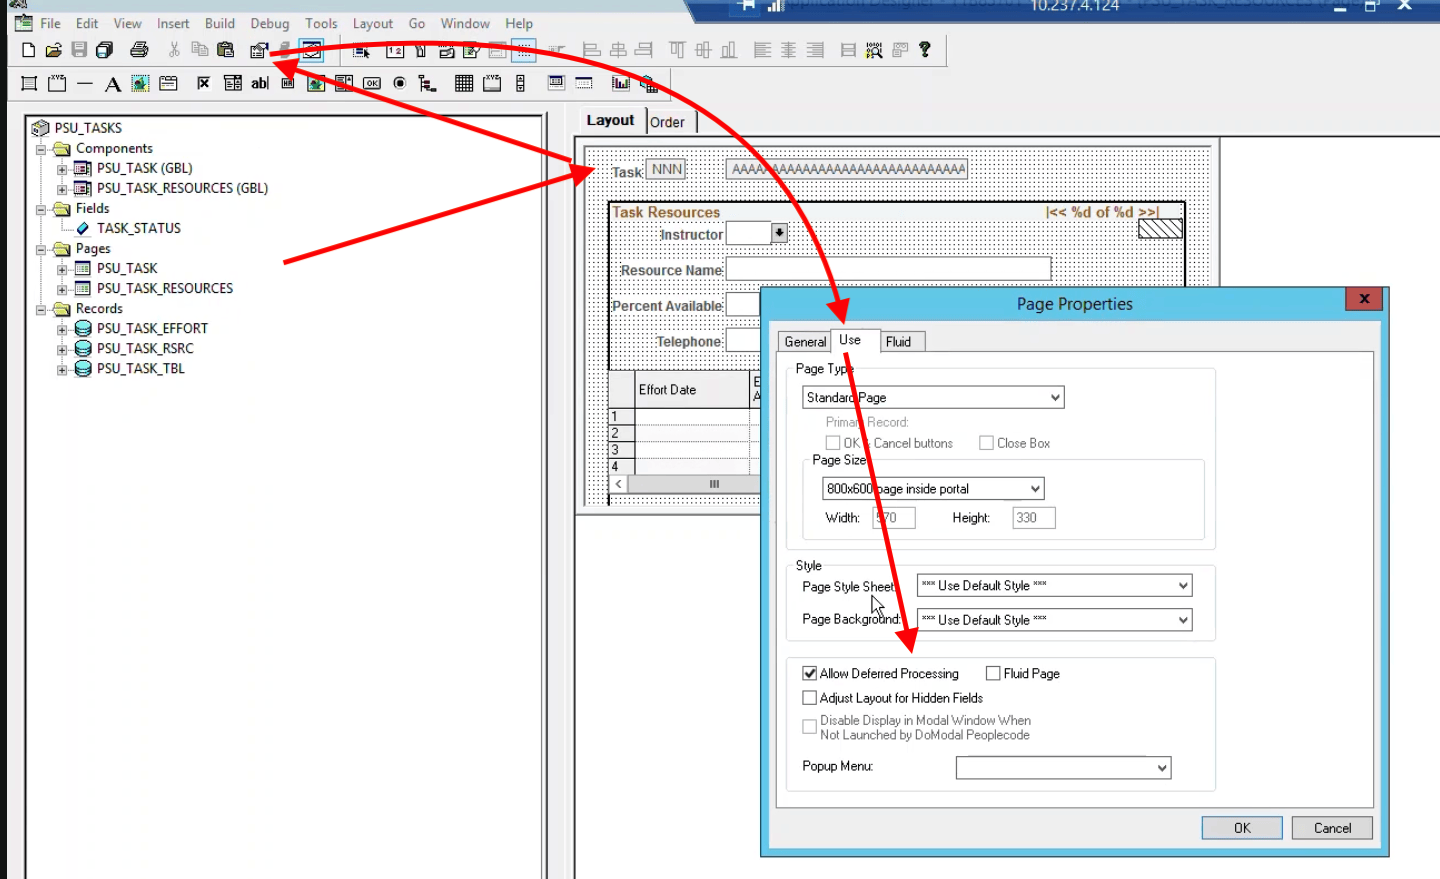 10.237.4.124
File Edit View Insert Build Debug Tools Layout Go Window Help
PSU_TASKS
Components
PSU_TASK (GBL)
PSU_TASK_RESOURCES (GBL)
Fields
TASK_STATUS
Pages
PSU_TASK
PSU_TASK_RESOURCES
Records
PSU_TASK_EFFORT
PSU_TASK_RSRC
PSU_TASK_TBL
Layout Order
Task NNN
Task Resources |<< %d of %d >>|
Instructor
Resource Name
Percent Available
Telephone
Effort Date
1
2
3
4
Page Properties
General Use Fluid
Page Type
Standard Page
Primary Record:
OK & Cancel buttons Close Box
Page Size
800x600 page inside portal
Width: 570 Height: 330
Style
Page Style Sheet: *** Use Default Style ***
Page Background: *** Use Default Style ***
Allow Deferred Processing Fluid Page
Adjust Layout for Hidden Fields
Disable Display in Modal Window When
Not Launched by DoModal Peoplecode
Popup Menu:
OK Cancel